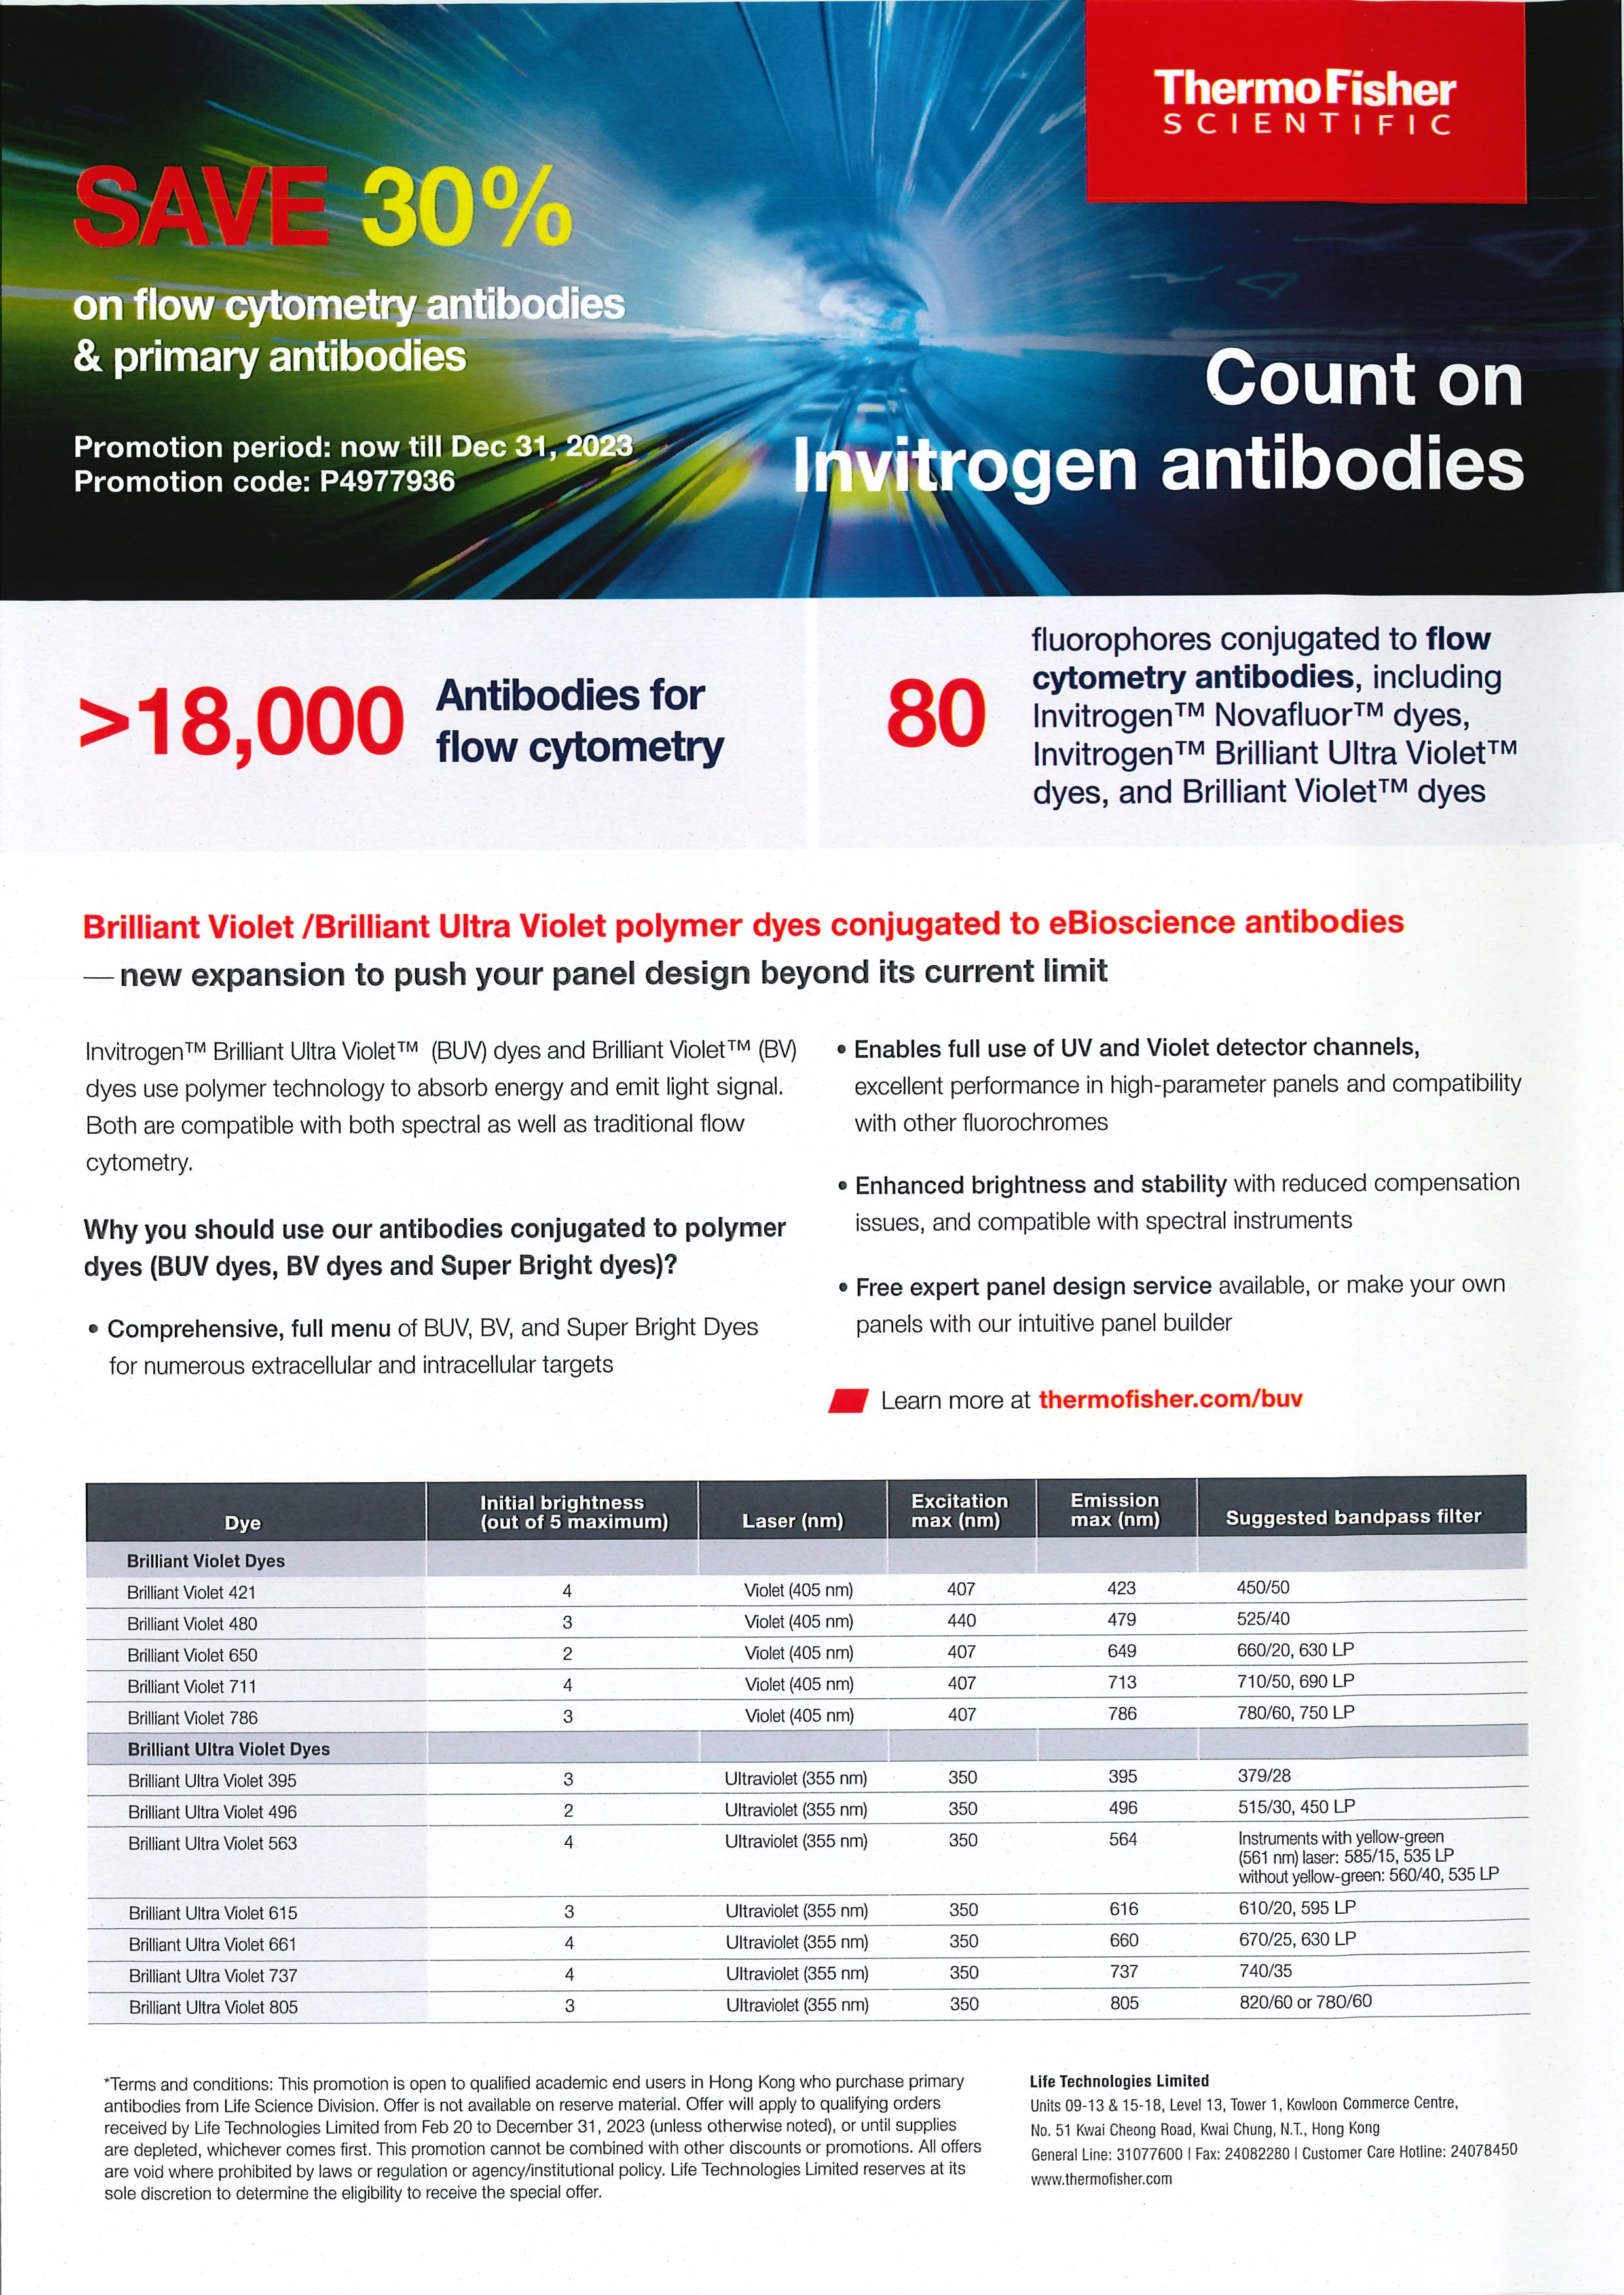 ThermoFisher
SCIENTIFIC
SAVE 30%
on flow cytometry antibodies
& primary antibodies
Promotion period: now till Dec 31, 2023
Promotion code: P4977936
Count on
Invitrogen antibodies
>18,000
Antibodies for
flow cytometry
80
fluorophores conjugated to flow
cytometry antibodies, including
Invitrogen™ Novafluor™ dyes,
Invitrogen™ Brilliant Ultra Violet™
dyes, and Brilliant Violet™ dyes
Brilliant Violet /Brilliant Ultra Violet polymer dyes conjugated to eBioscience antibodies
— new expansion to push your panel design beyond its current limit
Invitrogen™ Brilliant Ultra Violet™ (BUV) dyes and Brilliant Violet™ (BV)
dyes use polymer technology to absorb energy and emit light signal.
Both are compatible with both spectral as well as traditional flow
cytometry.
Why you should use our antibodies conjugated to polymer
dyes (BUV dyes, BV dyes and Super Bright dyes)?
• Comprehensive, full menu of BUV, BV, and Super Bright Dyes
for numerous extracellular and intracellular targets
• Enables full use of UV and Violet detector channels,
excellent performance in high-parameter panels and compatibility
with other fluorochromes
• Enhanced brightness and stability with reduced compensation
issues, and compatible with spectral instruments
• Free expert panel design service available, or make your own
panels with our intuitive panel builder
Learn more at thermofisher.com/buv
Dye Initial brightness (out of 5 maximum) Laser (nm) Excitation max (nm) Emission max (nm) Suggested bandpass filter
Brilliant Violet Dyes
Brilliant Violet 421 4 Violet (405 nm) 407 423 450/50
Brilliant Violet 480 3 Violet (405 nm) 440 479 525/40
Brilliant Violet 650 2 Violet (405 nm) 407 649 660/20, 630 LP
Brilliant Violet 711 4 Violet (405 nm) 407 713 710/50, 690 LP
Brilliant Violet 786 3 Violet (405 nm) 407 786 780/60, 750 LP
Brilliant Ultra Violet Dyes
Brilliant Ultra Violet 395 3 Ultraviolet (355 nm) 350 395 379/28
Brilliant Ultra Violet 496 2 Ultraviolet (355 nm) 350 496 515/30, 450 LP
Brilliant Ultra Violet 563 4 Ultraviolet (355 nm) 350 564 Instruments with yellow-green
(561 nm) laser: 585/15, 535 LP
without yellow-green: 560/40, 535 LP
Brilliant Ultra Violet 615 3 Ultraviolet (355 nm) 350 616 610/20, 595 LP
Brilliant Ultra Violet 661 4 Ultraviolet (355 nm) 350 660 670/25, 630 LP
Brilliant Ultra Violet 737 4 Ultraviolet (355 nm) 350 737 740/35
Brilliant Ultra Violet 805 3 Ultraviolet (355 nm) 350 805 820/60 or 780/60
*Terms and conditions: This promotion is open to qualified academic end users in Hong Kong who purchase primary
antibodies from Life Science Division. Offer is not available on reserve material. Offer will apply to qualifying orders
received by Life Technologies Limited from Feb 20 to December 31, 2023 (unless otherwise noted), or until supplies
are depleted, whichever comes first. This promotion cannot be combined with other discounts or promotions. All offers
are void where prohibited by laws or regulation or agency/institutional policy. Life Technologies Limited reserves at its
sole discretion to determine the eligibility to receive the special offer.
Life Technologies Limited
Units 09-13 & 15-18, Level 13, Tower 1, Kowloon Commerce Centre,
No. 51 Kwai Cheong Road, Kwai Chung, N.T., Hong Kong
General Line: 31077600 | Fax: 24082280 | Customer Care Hotline: 24078450
www.thermofisher.com